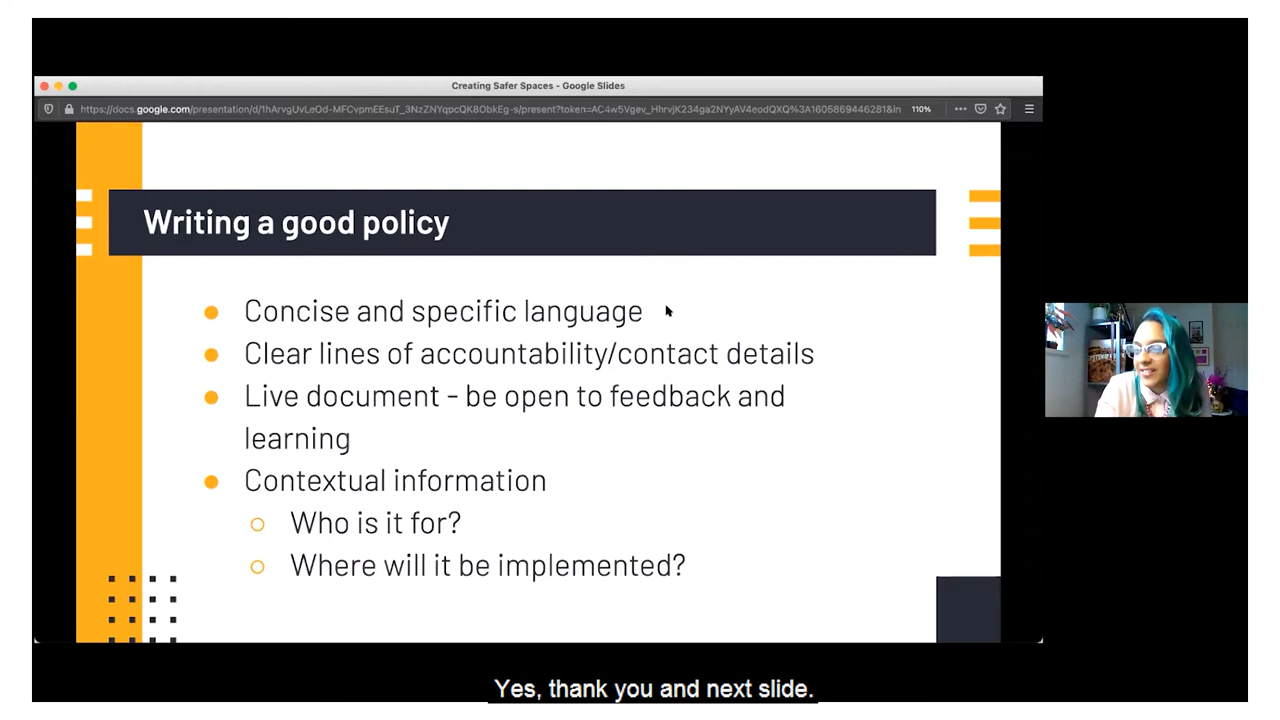 Creating Safer Spaces - Google Slides
110%
Writing a good policy
Concise and specific language
Clear lines of accountability/contact details
Live document - be open to feedback and
learning
Contextual information
Who is it for?
Where will it be implemented?
Yes, thank you and next slide.